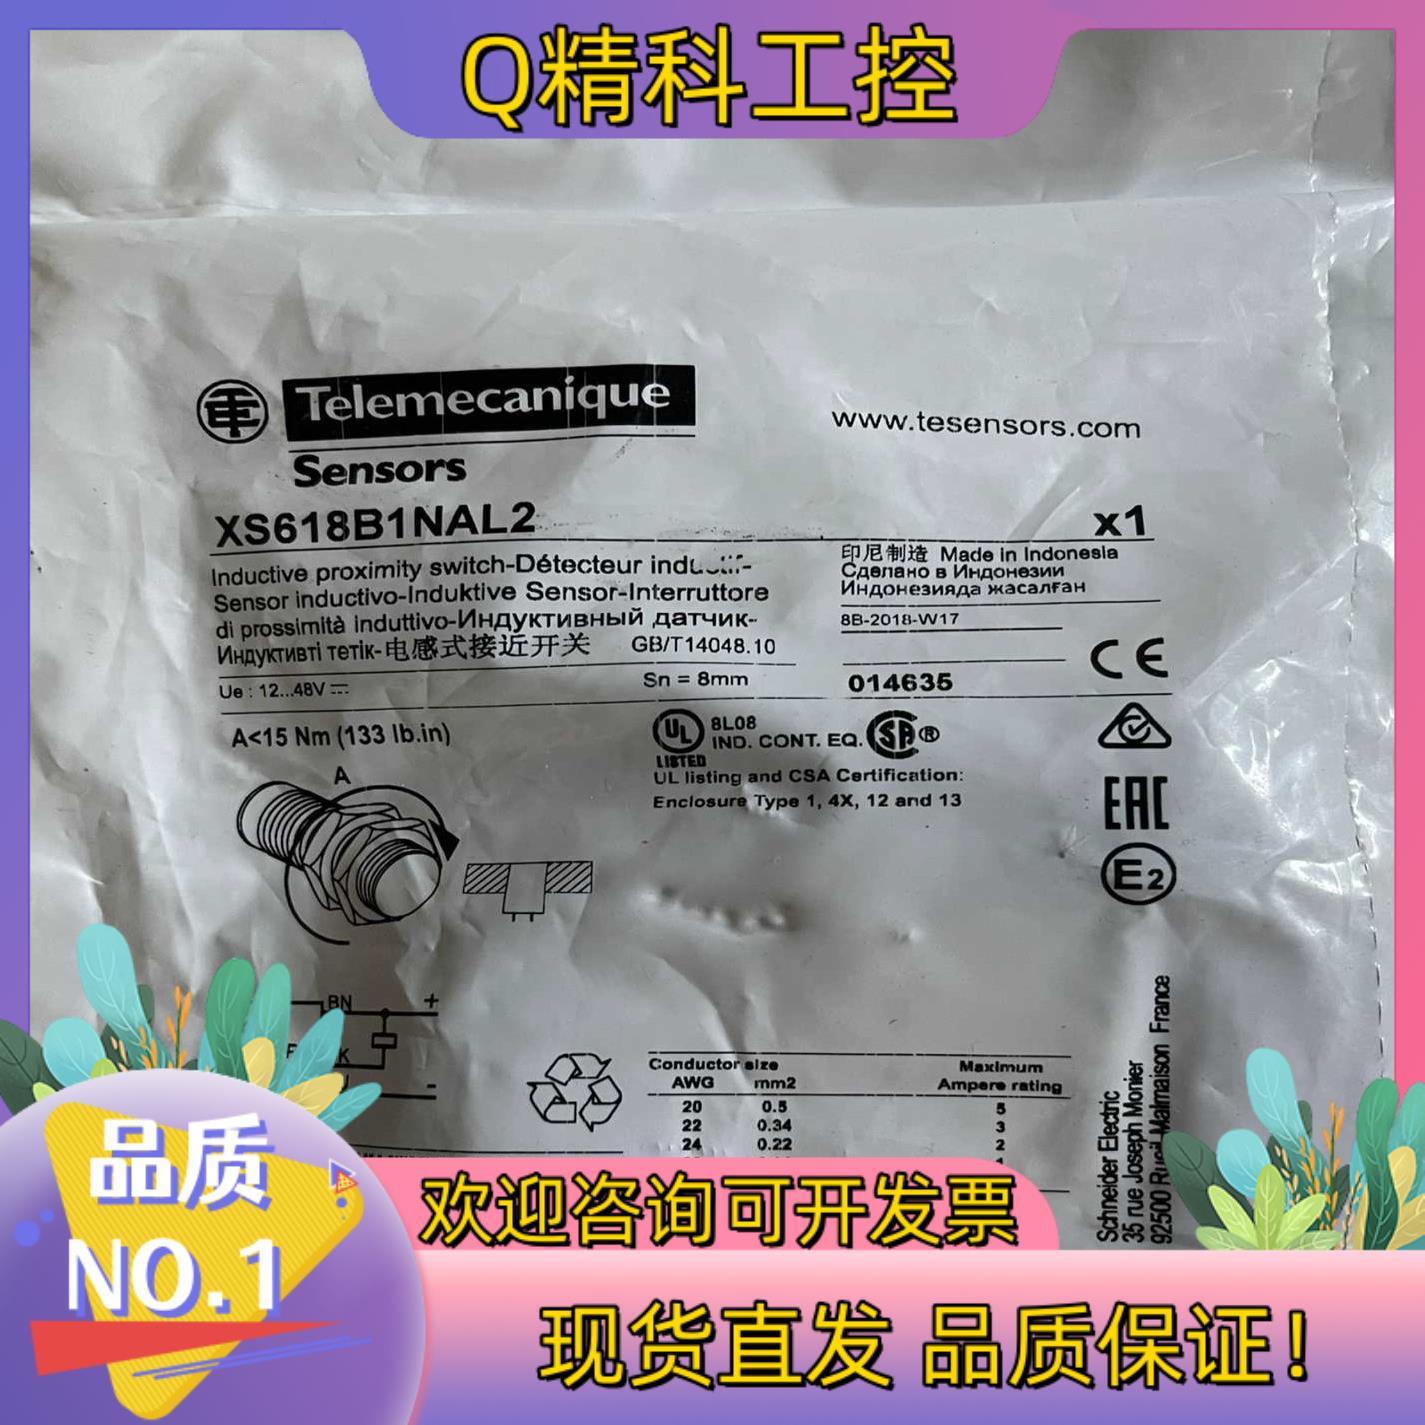 Q精科工控
Telemecanique
Sensors
www.tesensors.com
XS618B1NAL2
x1
Inductive proximity switch-Détecteur
Sensor inductivo-Induktive Sensor-Interruttore
di prossimità induttivo-Индуктивный датчик-
Индуктивті тетік-电感式接近开关 GB/T14048.10
印尼制造 Made in Indonesia
Сделано в Индонезии
Индонезияда жасалған
8B-2018-W17
CE
Ue : 12...48V
Sn = 8mm
014635
A<15 Nm (133 lb.in)
UL
LISTED
8L08
IND. CONT. EQ.
SA ®
UL listing and CSA Certification:
Enclosure Type 1, 4X, 12 and 13
A
EAC
E2
BN
+
-
Conductor size
Maximum
AWG mm2
Ampere rating
20 0.5 5
22 0.34 3
24 0.22 2
Schneider Electric
35 rue Joseph Monier
92500 Rueil Malmaison France
品质
NO.1
欢迎咨询可开发票
现货直发 品质保证！